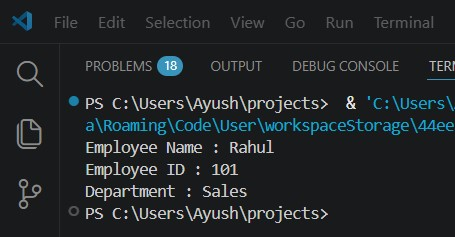 File Edit Selection View Go Run Terminal
PROBLEMS 18 OUTPUT DEBUG CONSOLE
PS C:\Users\Ayush\projects> & 'C:\Users\
a\Roaming\Code\User\workspaceStorage\44ee
Employee Name : Rahul
Employee ID : 101
Department : Sales
PS C:\Users\Ayush\projects>